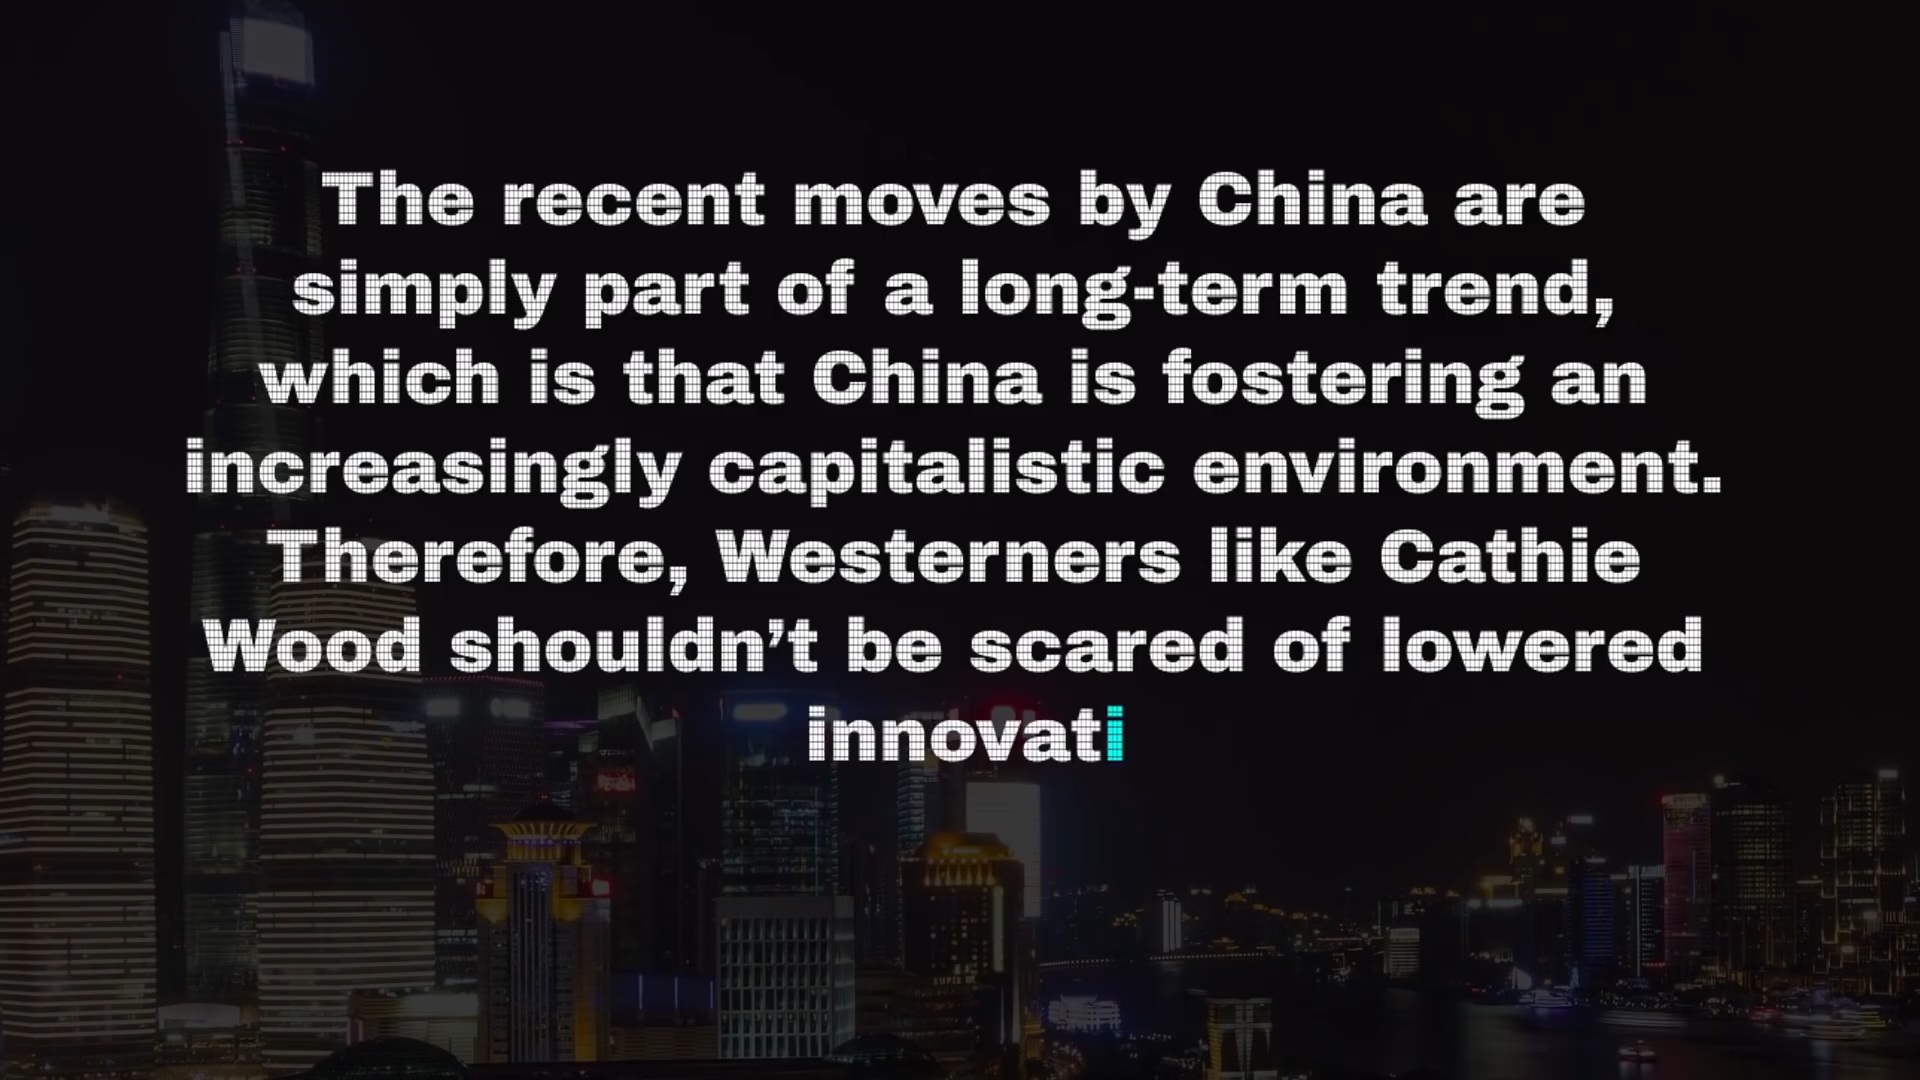 The recent moves by China are
simply part of a long-term trend,
which is that China is fostering an
increasingly capitalistic environment.
Therefore, Westerners like Cathie
Wood shouldn’t be scared of lowered
innovati